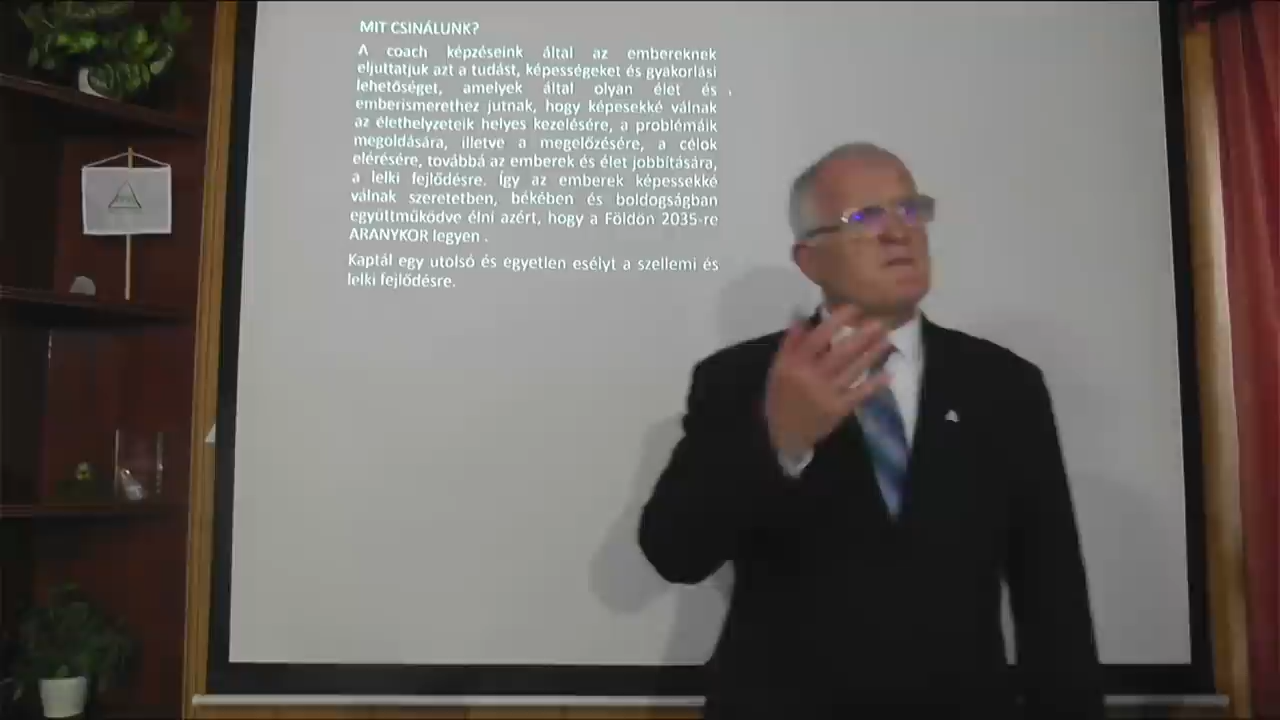 MIT CSINÁLUNK?
A coach képzéseink által az embereknek
eljuttatjuk azt a tudást, képességeket és gyakorlási
lehetőséget, amelyek által olyan élet és
emberismerethez jutnak, hogy képesekké válnak
az élethelyzeteik helyes kezelésére, a problémáik
megoldására, illetve a megelőzésére, a célok
elérésére, továbbá az emberek és élet jobbítására,
a lelki fejlődésre. Így az emberek képessekké
válnak szeretetben, békében és boldogságban
együttműködve élni azért, hogy a Földön 2035-re
ARANYKOR legyen .
Kaptál egy utolsó és egyetlen esélyt a szellemi és
lelki fejlődésre.